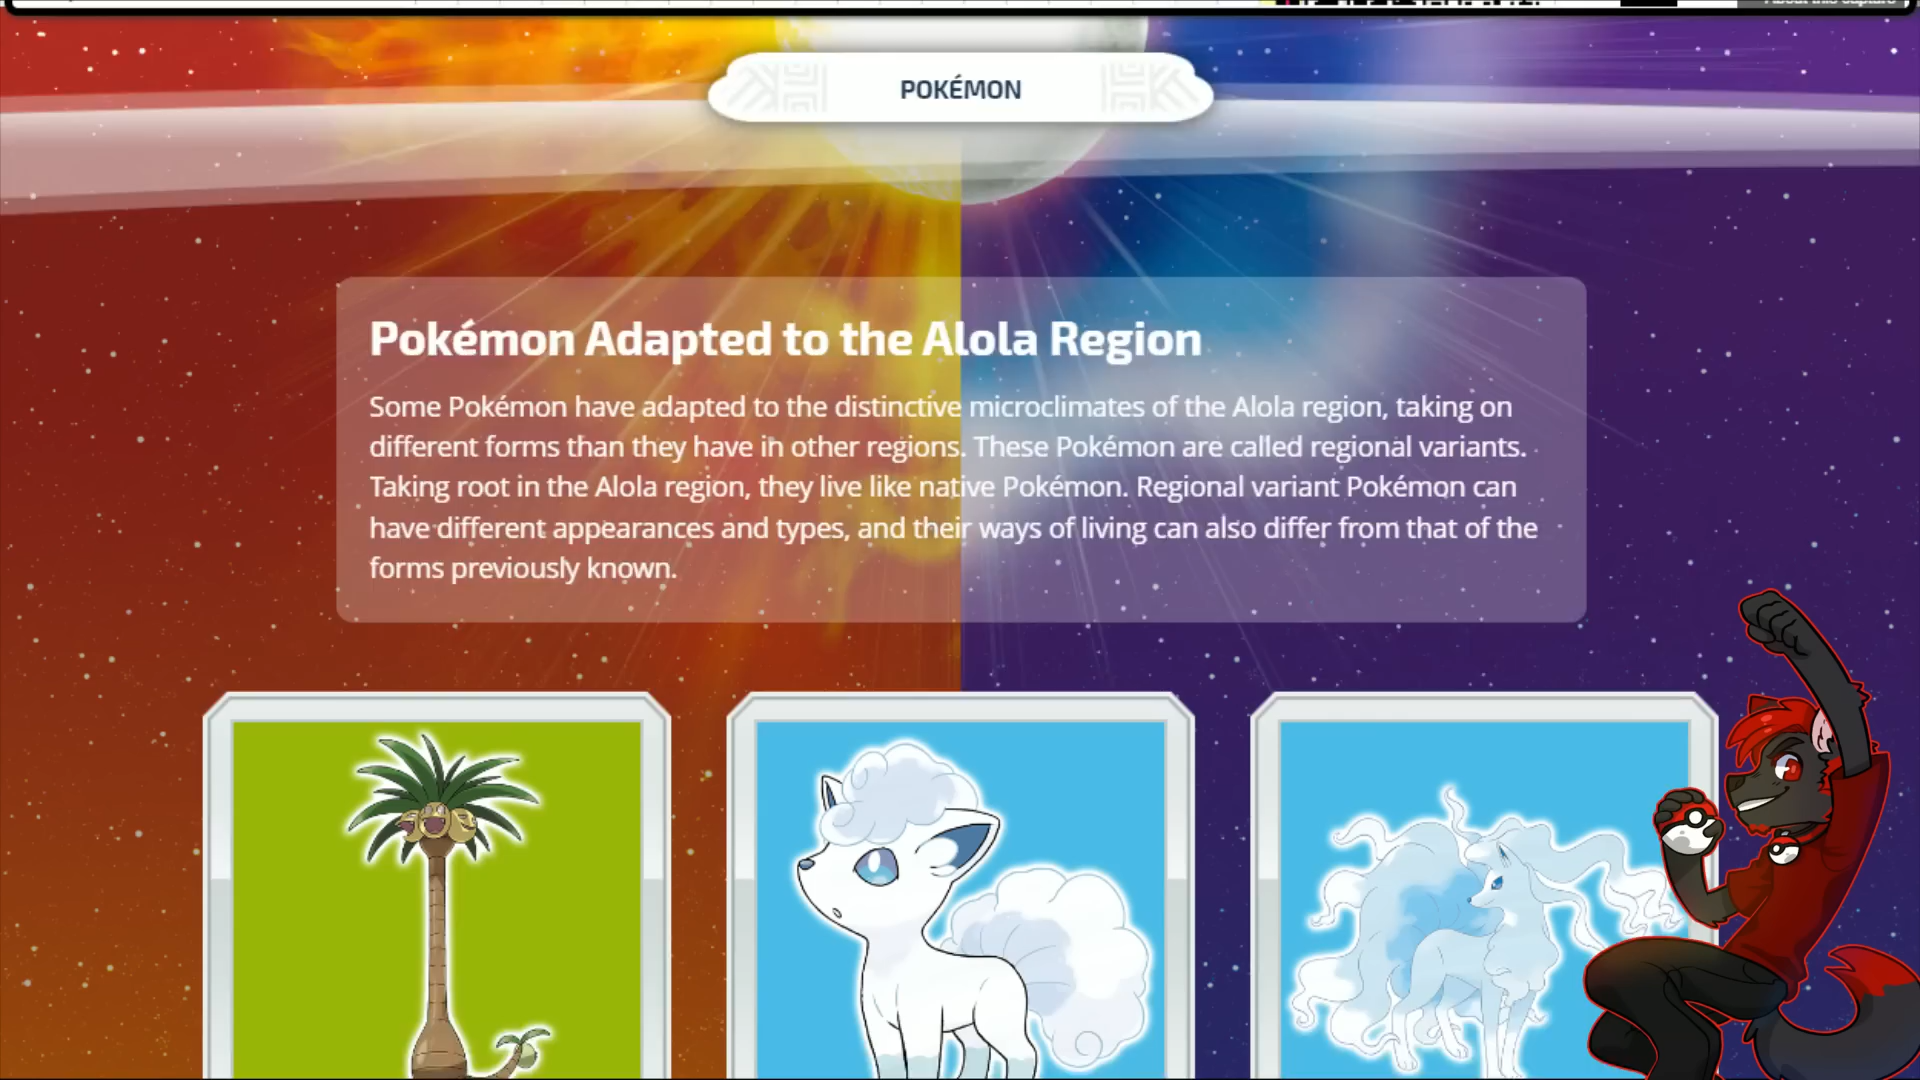 About this capture
POKÉMON
Pokémon Adapted to the Alola Region
Some Pokémon have adapted to the distinctive microclimates of the Alola region, taking on
different forms than they have in other regions. These Pokémon are called regional variants.
Taking root in the Alola region, they live like native Pokémon. Regional variant Pokémon can
have different appearances and types, and their ways of living can also differ from that of the
forms previously known.